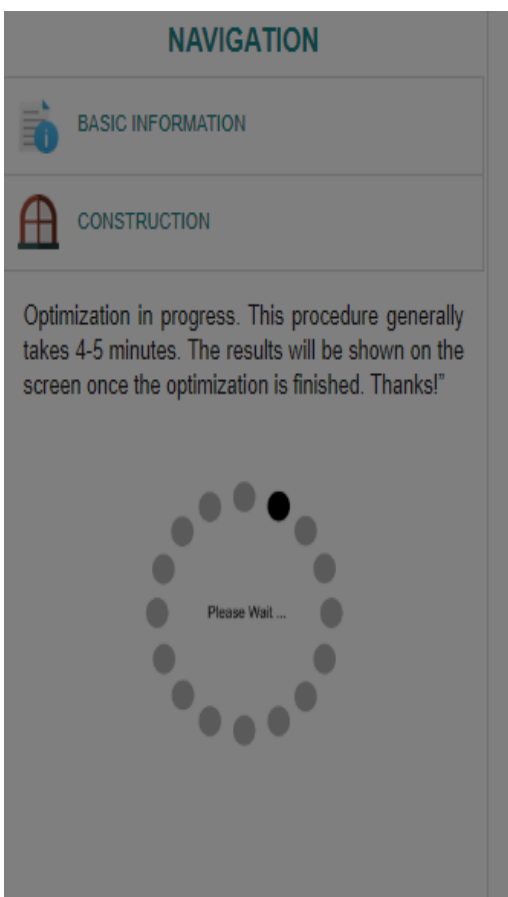 NAVIGATION
BASIC INFORMATION
CONSTRUCTION
Optimization in progress. This procedure generally
takes 4-5 minutes. The results will be shown on the
screen once the optimization is finished. Thanks!”
Please Wait ...